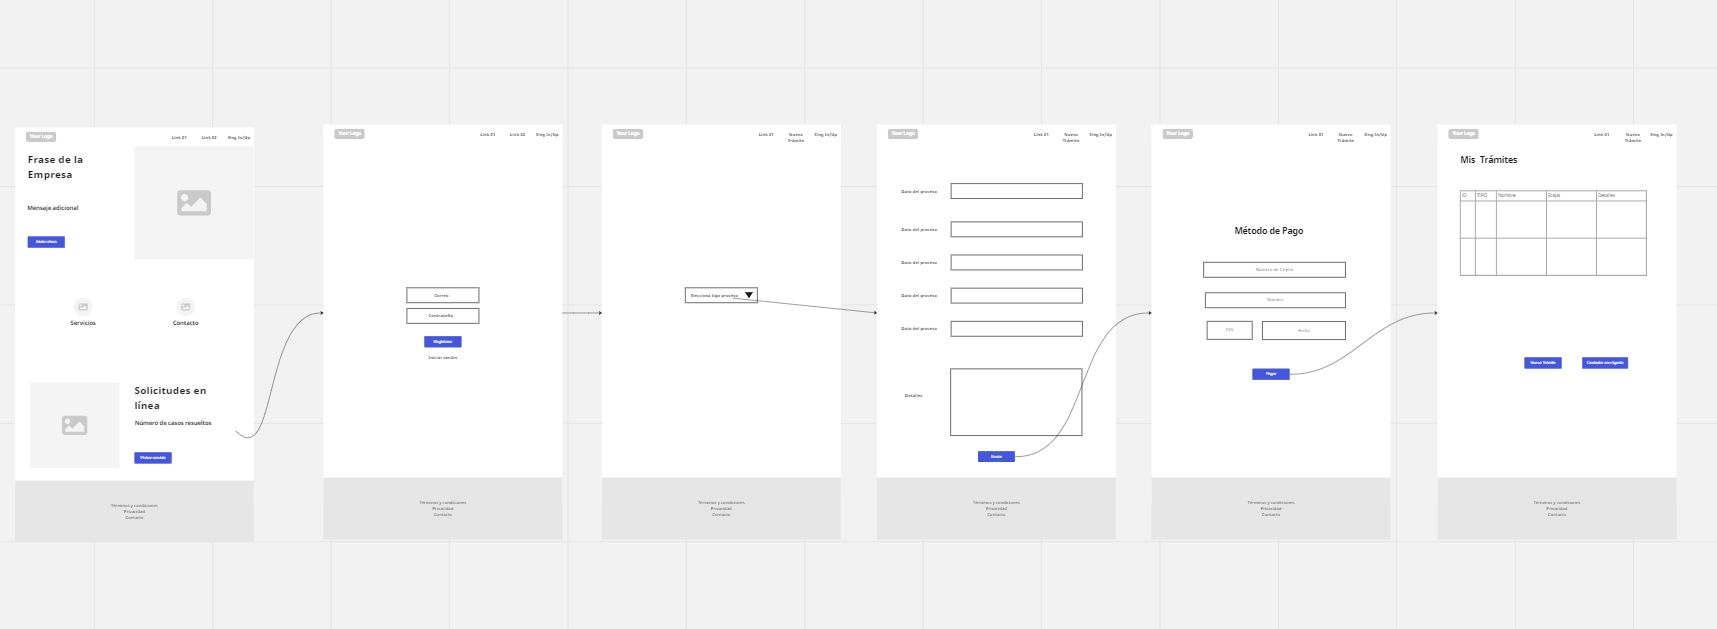 Your Logo
Link 01 Link 02 Sing In/Up
Frase de la
Empresa
Mensaje adicional
Servicios Contacto
Solicitudes en
línea
Número de casos resueltos
Términos y condiciones
Privacidad
Contacto
Your Logo
Link 01 Link 02 Sing In/Up
Correo
Contraseña
Registrese
Iniciar sesión
Términos y condiciones
Privacidad
Contacto
Your Logo
Link 01 Nuevo Sing In/Up
Trámite
Elecciona tipo proceso
Términos y condiciones
Privacidad
Contacto
Your Logo
Link 01 Nuevo Sing In/Up
Trámite
Dato del proceso
Dato del proceso
Dato del proceso
Dato del proceso
Dato del proceso
Detalles
Enviar
Términos y condiciones
Privacidad
Contacto
Your Logo
Link 01 Nuevo Sing In/Up
Trámite
Método de Pago
Número de Tarjeta
Nombre
CVV Fecha
Pagar
Términos y condiciones
Privacidad
Contacto
Your Logo
Link 01 Nuevo Sing In/Up
Trámite
Mis Trámites
ID TIPO Nombre Etapa Detalles
Nuevo Trámite Contactar con Agente
Términos y condiciones
Privacidad
Contacto